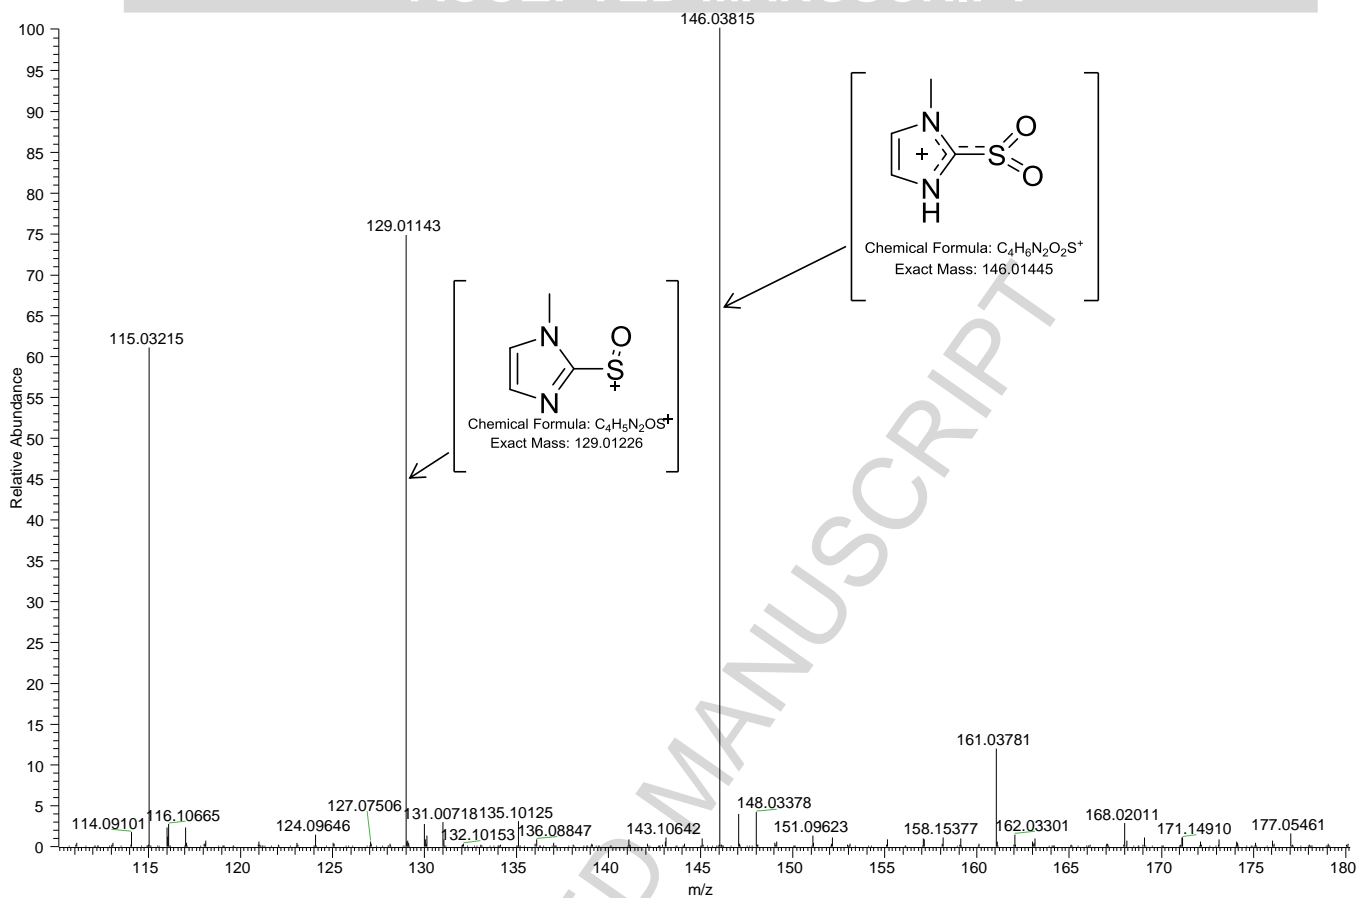 ACCEPTED MANUSCRIPT
146.03815
100
95
90
85
80
75
70
65
60
55
50
45
40
35
30
25
20
15
10
5
0
Relative Abundance
129.01143
115.03215
N
N
H
+
S
O
O
Chemical Formula: C₄H₆N₂O₂S⁺
Exact Mass: 146.01445
N
N
S
+
O
Chemical Formula: C₄H₅N₂OS⁺
Exact Mass: 129.01226
161.03781
114.09101
116.10665
124.09646
127.07506
131.00718
132.10153
135.10125
136.08847
143.10642
148.03378
151.09623
158.15377
162.03301
168.02011
171.14910
177.05461
115 120 125 130 135 140 145 150 155 160 165 170 175 180
m/z
ED MANUSCRIPT